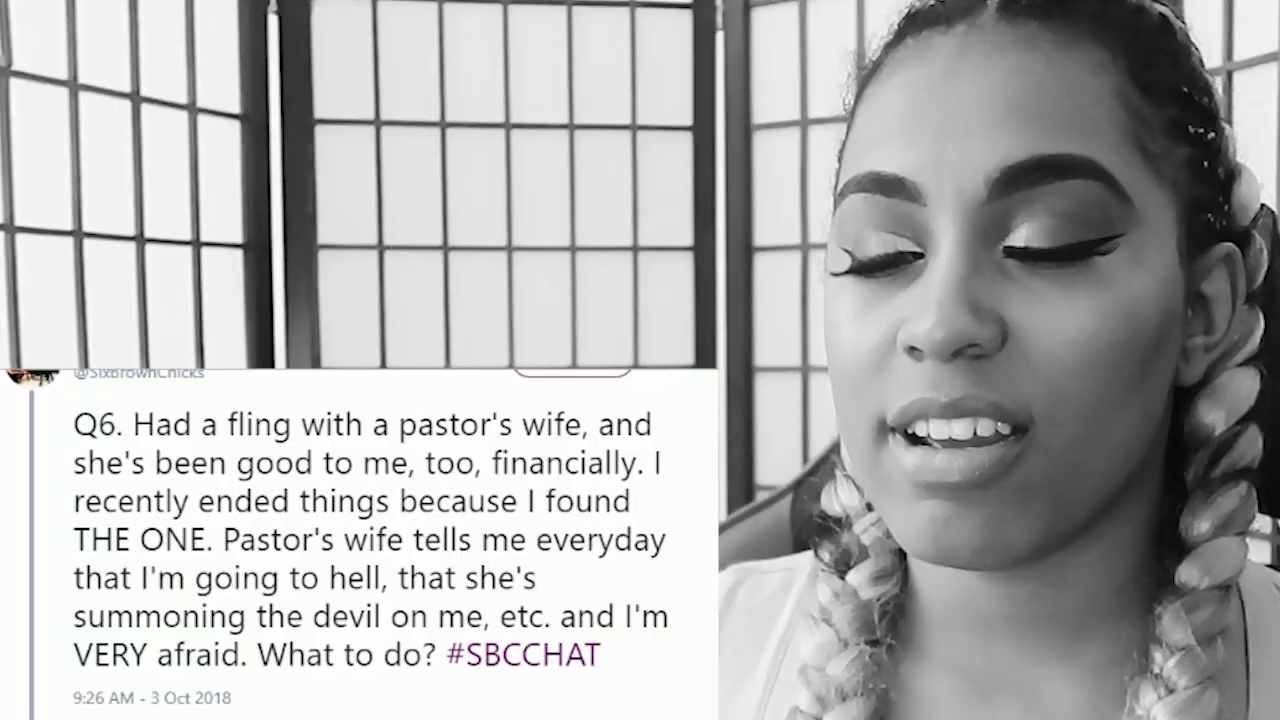 @SixBrownChicks
Q6. Had a fling with a pastor's wife, and
she's been good to me, too, financially. I
recently ended things because I found
THE ONE. Pastor's wife tells me everyday
that I'm going to hell, that she's
summoning the devil on me, etc. and I'm
VERY afraid. What to do? #SBCCHAT
9:26 AM - 3 Oct 2018